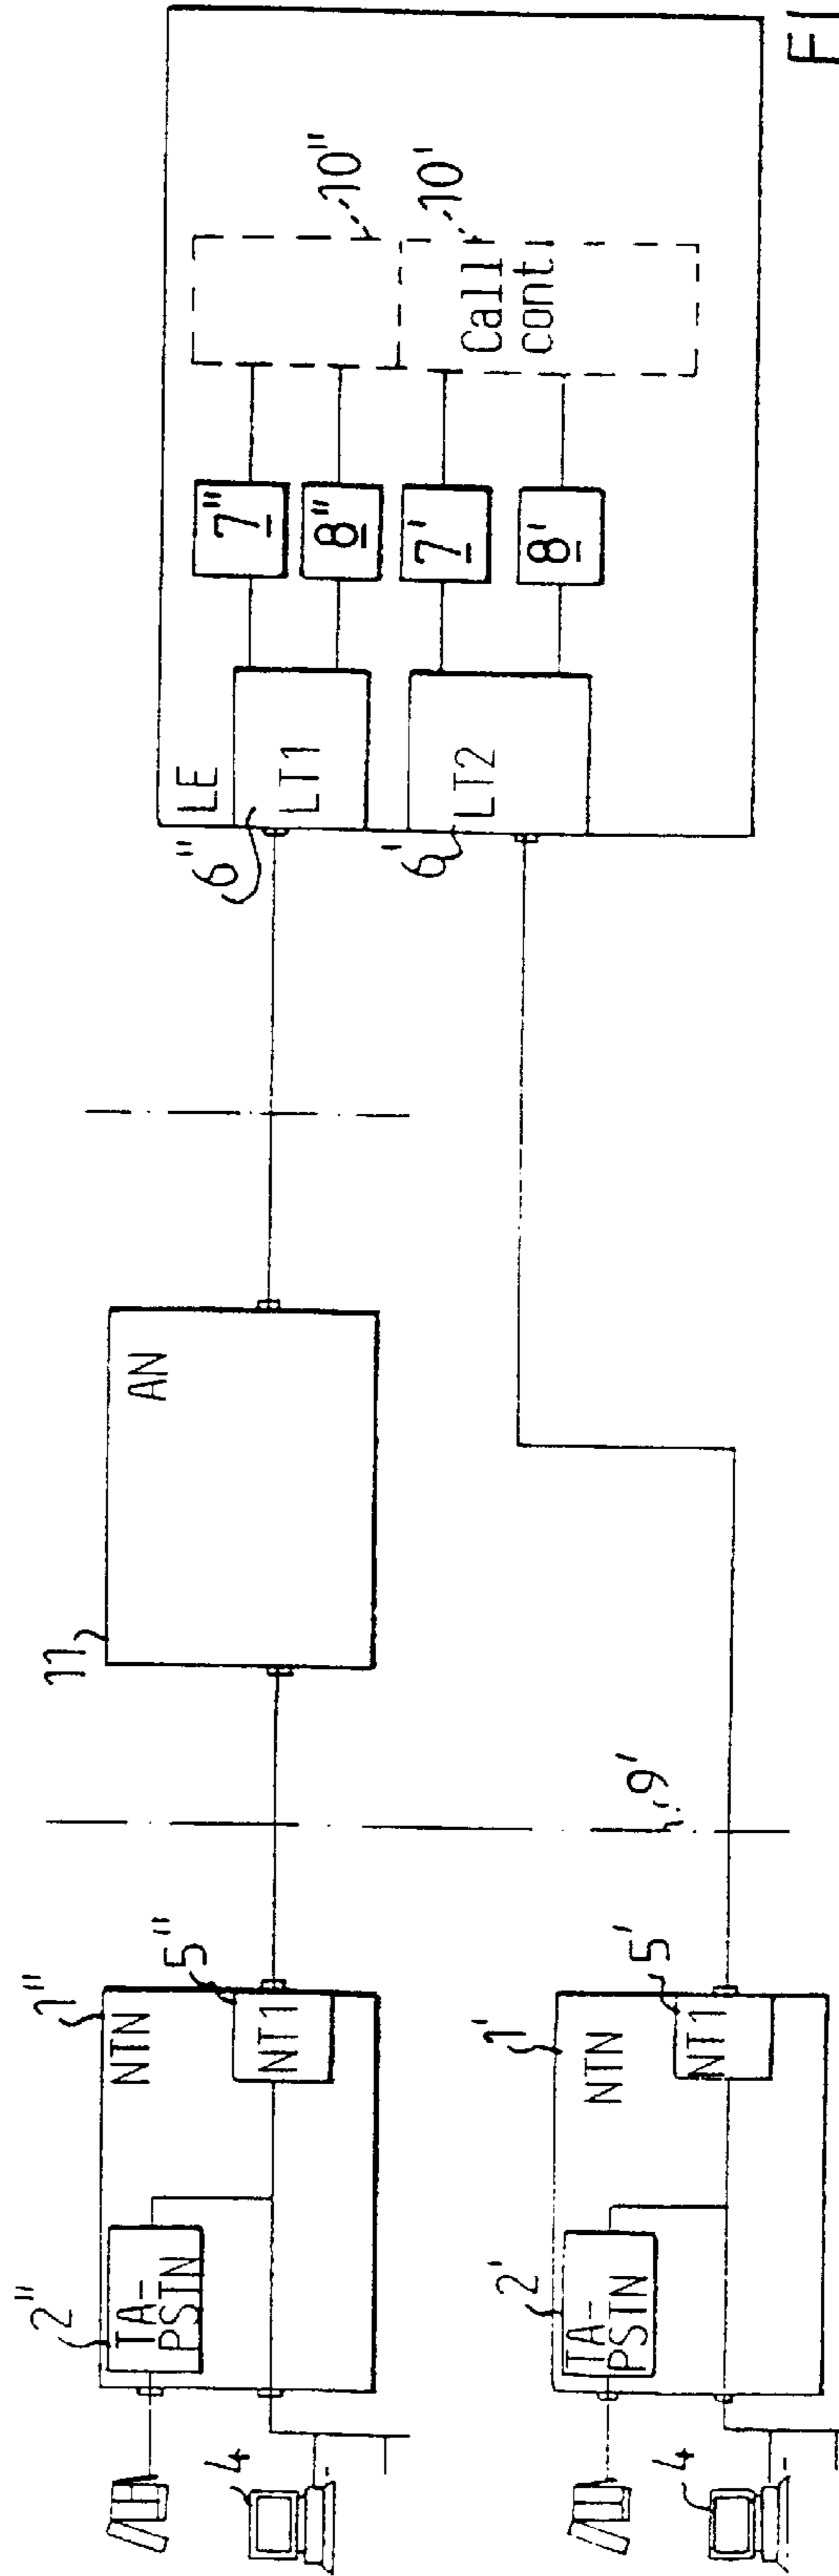 4
2"
TA-
PSTN
1"
NTN
5"
NT1
11
AN
6"
LE
LT1
7"
8"
10"
4
2'
TA-
PSTN
1'
NTN
5'
NT1
9'
6'
LT2
7'
8'
10'
Call
cont.